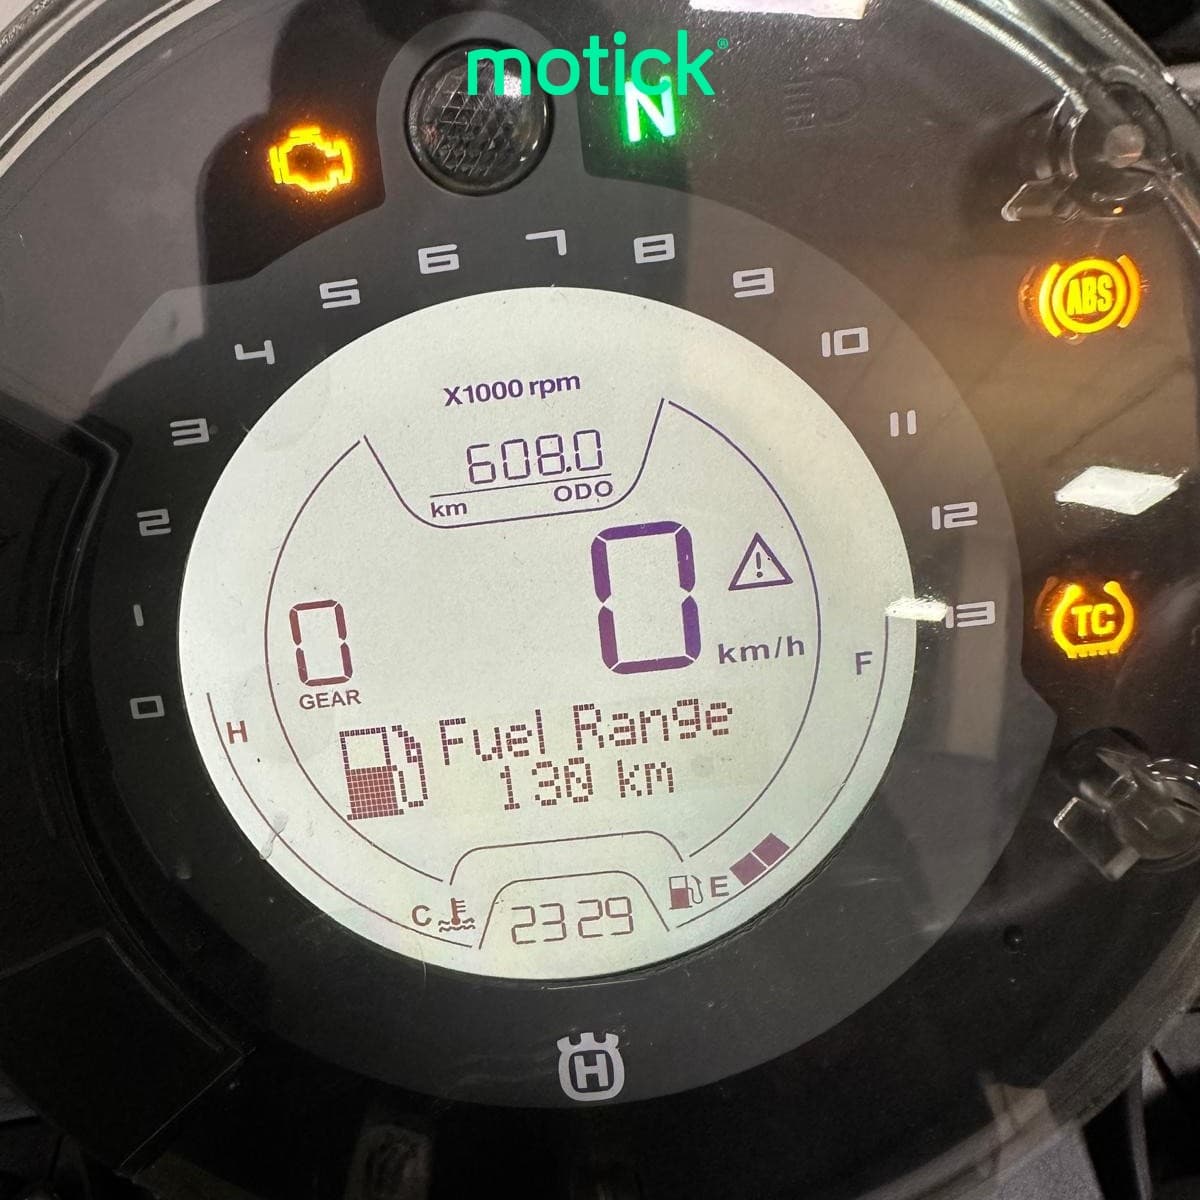 motick®
N
ABS
TC
0
1
2
3
4
5
6
7
8
9
10
11
12
13
X1000 rpm
608.0
km ODO
0
km/h
0
GEAR
H
F
Fuel Range
130 km
C
2329
E
H